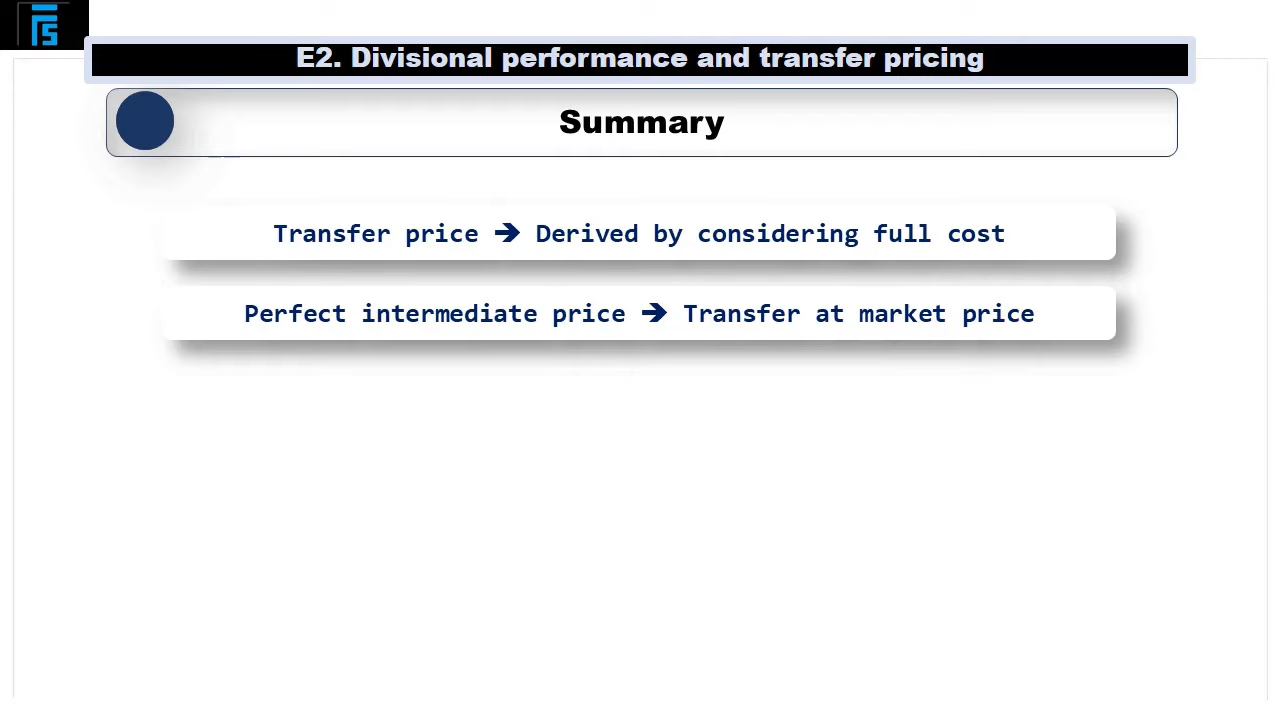 E2. Divisional performance and transfer pricing
Summary
Transfer price ➔ Derived by considering full cost
Perfect intermediate price ➔ Transfer at market price